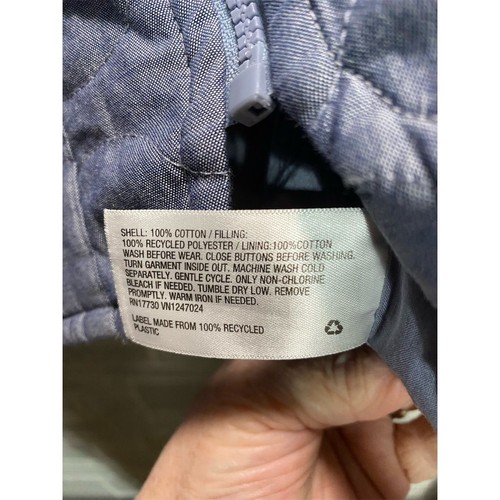 SHELL: 100% COTTON / FILLING:
100% RECYCLED POLYESTER / LINING:100%COTTON
WASH BEFORE WEAR. CLOSE BUTTONS BEFORE WASHING.
TURN GARMENT INSIDE OUT. MACHINE WASH COLD
SEPARATELY. GENTLE CYCLE. ONLY NON-CHLORINE
BLEACH IF NEEDED. TUMBLE DRY LOW. REMOVE
PROMPTLY. WARM IRON IF NEEDED.
RN17730 VN1247024
LABEL MADE FROM 100% RECYCLED
PLASTIC